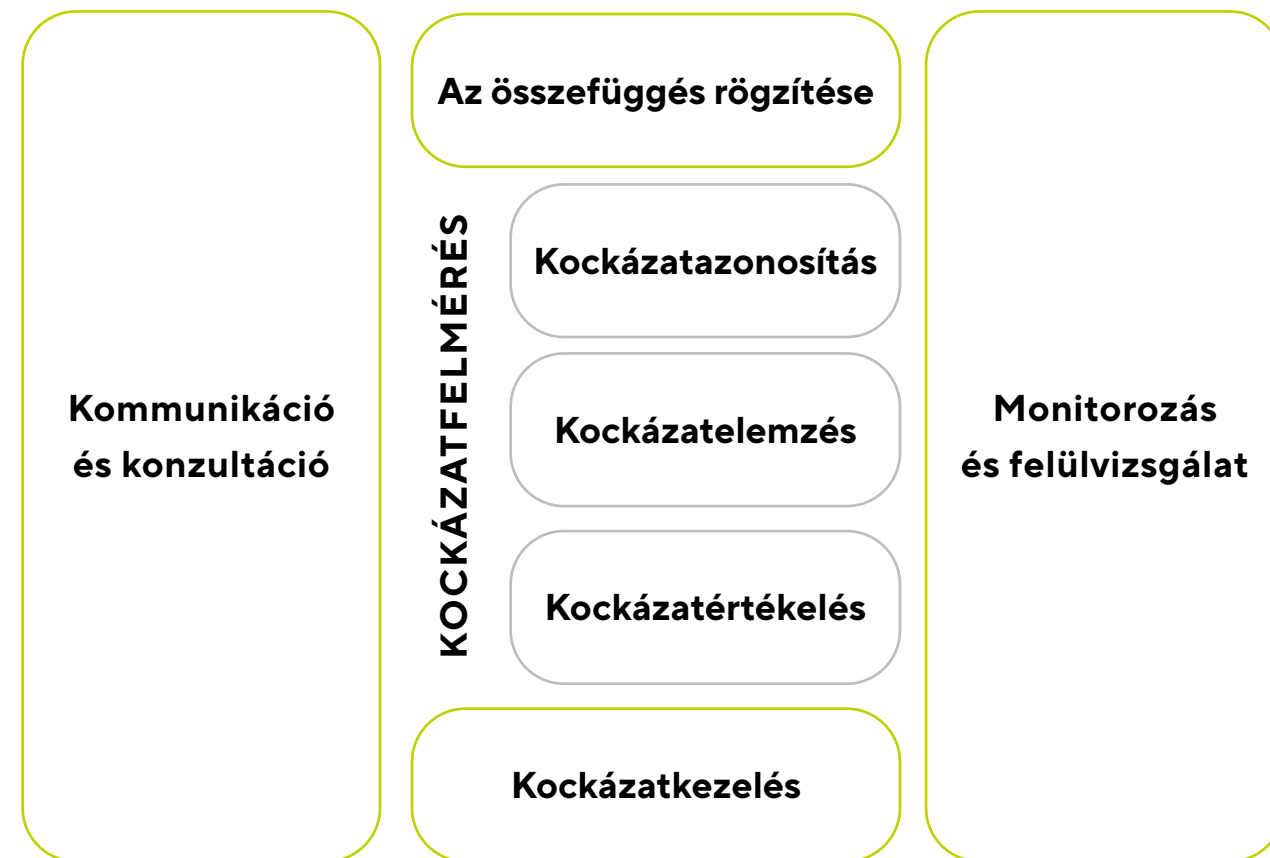 Kommunikáció
és konzultáció
Az összefüggés rögzítése
KOCKÁZATFELMÉRÉS
Kockázatazonosítás
Kockázatelemzés
Kockázatértékelés
Kockázatkezelés
Monitorozás
és felülvizsgálat